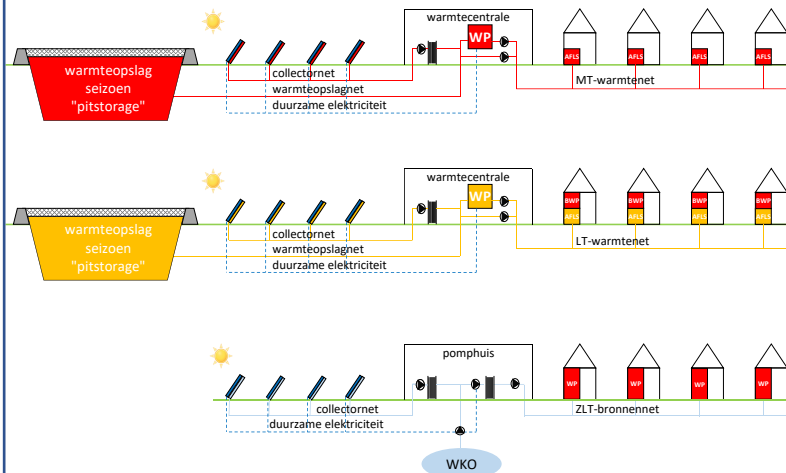 warmtecentrale
WP
warmteopslag
seizoen
"pitstorage"
AFLS AFLS AFLS AFLS
collectornet
warmteopslagnet
duurzame elektriciteit
MT-warmtenet
warmtecentrale
WP
warmteopslag
seizoen
"pitstorage"
BWP BWP BWP BWP
AFLS AFLS AFLS AFLS
collectornet
warmteopslagnet
duurzame elektriciteit
LT-warmtenet
pomphuis
WP WP WP WP
collectornet
duurzame elektriciteit
ZLT-bronnennet
WKO